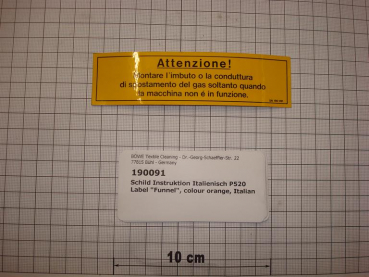 Attenzione!
Montare l'imbuto o la conduttura
di spostamento del gas soltanto quando
la macchina non é in funzione.
BÖWE Textile Cleaning - Dr.-Georg-Schaeffler-Str. 22
77815 Bühl - Germany
190091
Schild Instruktion Italienisch P520
Label "Funnel", colour orange, Italian
10 cm